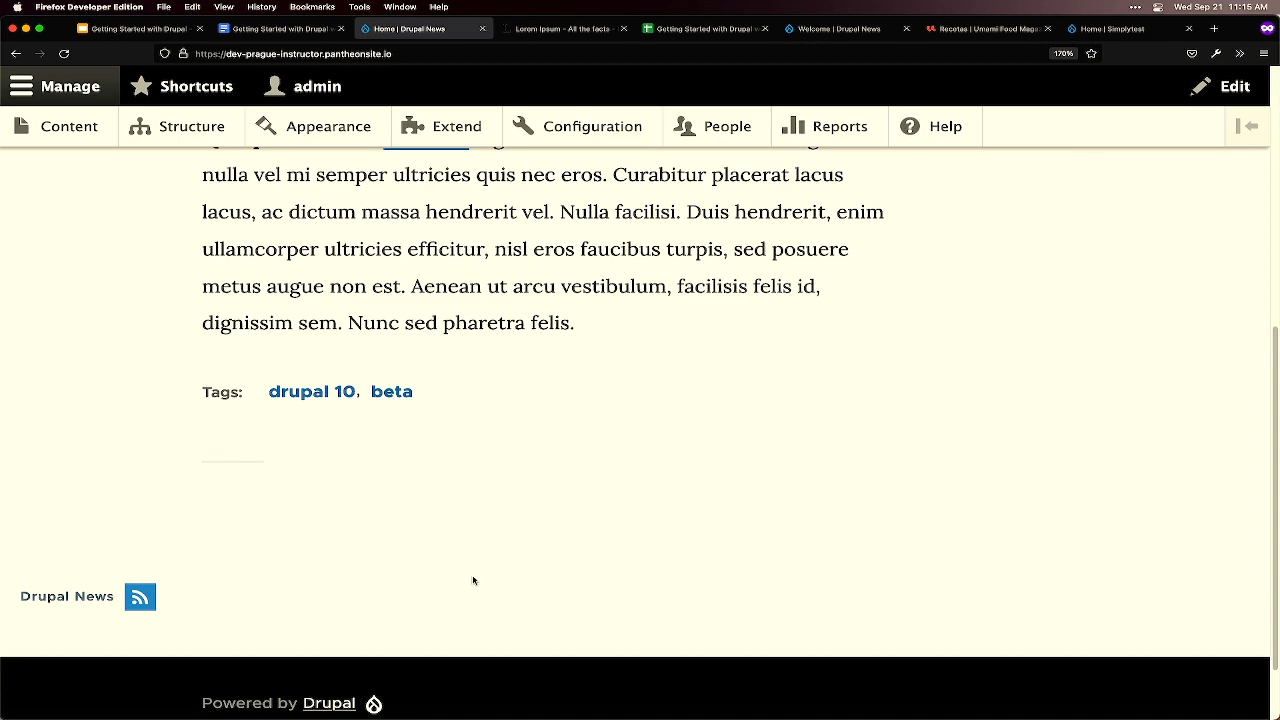 Firefox Developer Edition File Edit View History Bookmarks Tools Window Help Wed Sep 21 11:15 AM
Getting Started with Drupal - Getting Started with Drupal w Home | Drupal News Lorem Ipsum - All the facts - Getting Started with Drupal w Welcome | Drupal News Recetas | Umami Food Maga Home | Simplytest
https://dev-prague-instructor.pantheonsite.io 170%
Manage Shortcuts admin Edit
Content Structure Appearance Extend Configuration People Reports Help
nulla vel mi semper ultricies quis nec eros. Curabitur placerat lacus
lacus, ac dictum massa hendrerit vel. Nulla facilisi. Duis hendrerit, enim
ullamcorper ultricies efficitur, nisl eros faucibus turpis, sed posuere
metus augue non est. Aenean ut arcu vestibulum, facilisis felis id,
dignissim sem. Nunc sed pharetra felis.
Tags: drupal 10, beta
Drupal News
Powered by Drupal